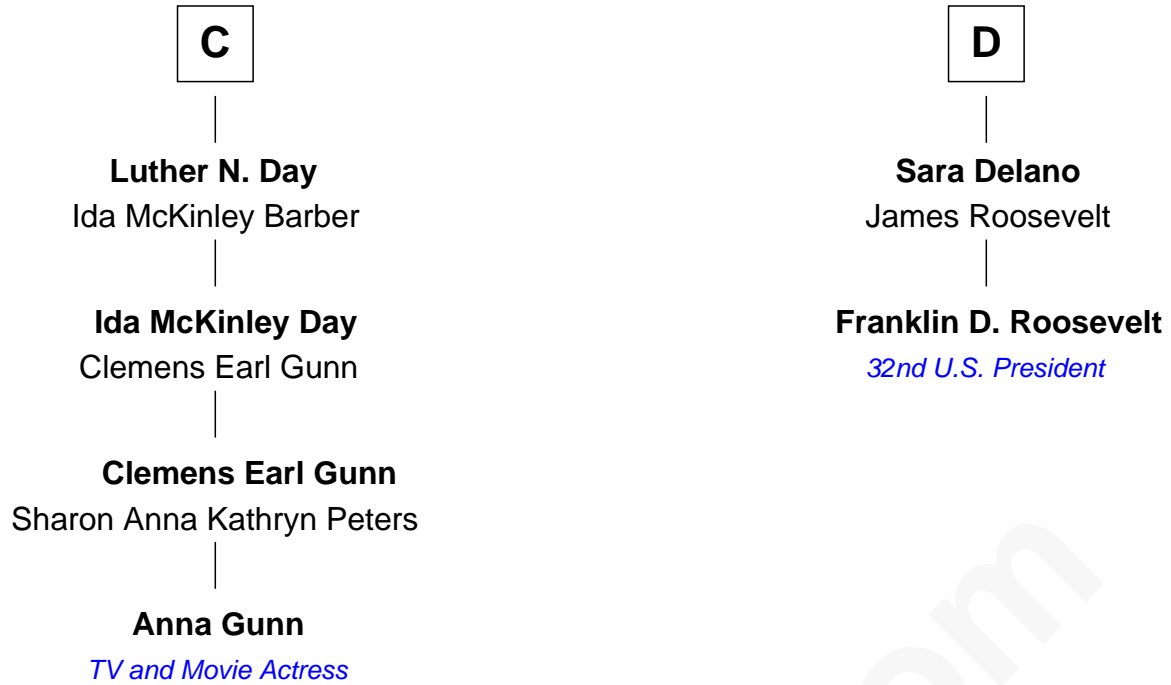 C
Luther N. Day
Ida McKinley Barber
Ida McKinley Day
Clemens Earl Gunn
Clemens Earl Gunn
Sharon Anna Kathryn Peters
Anna Gunn
TV and Movie Actress
D
Sara Delano
James Roosevelt
Franklin D. Roosevelt
32nd U.S. President
om